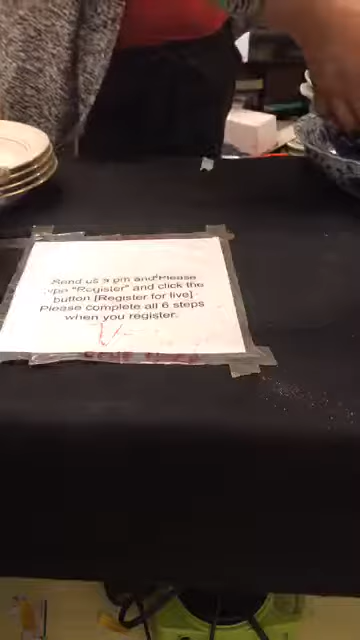 Send us a pm and Please
type "Register" and click the
button [Register for live]
Please complete all 6 steps
when you register.